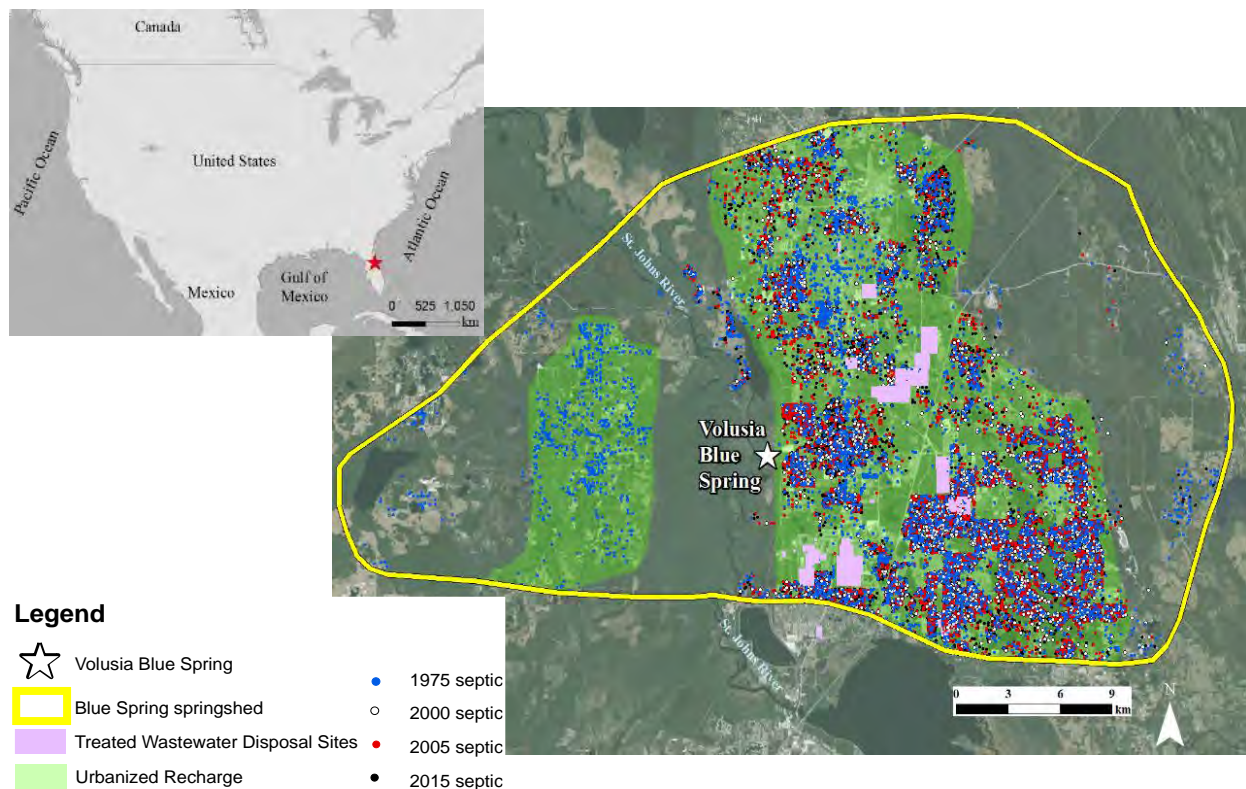 Canada
Pacific Ocean
United States
Atlantic Ocean
Mexico
Gulf of
Mexico
0 525 1,050
km
St. Johns River
Volusia
Blue
Spring
St. Johns River
0 3 6 9
km
N
Legend
Volusia Blue Spring
Blue Spring springshed
Treated Wastewater Disposal Sites
Urbanized Recharge
1975 septic
2000 septic
2005 septic
2015 septic